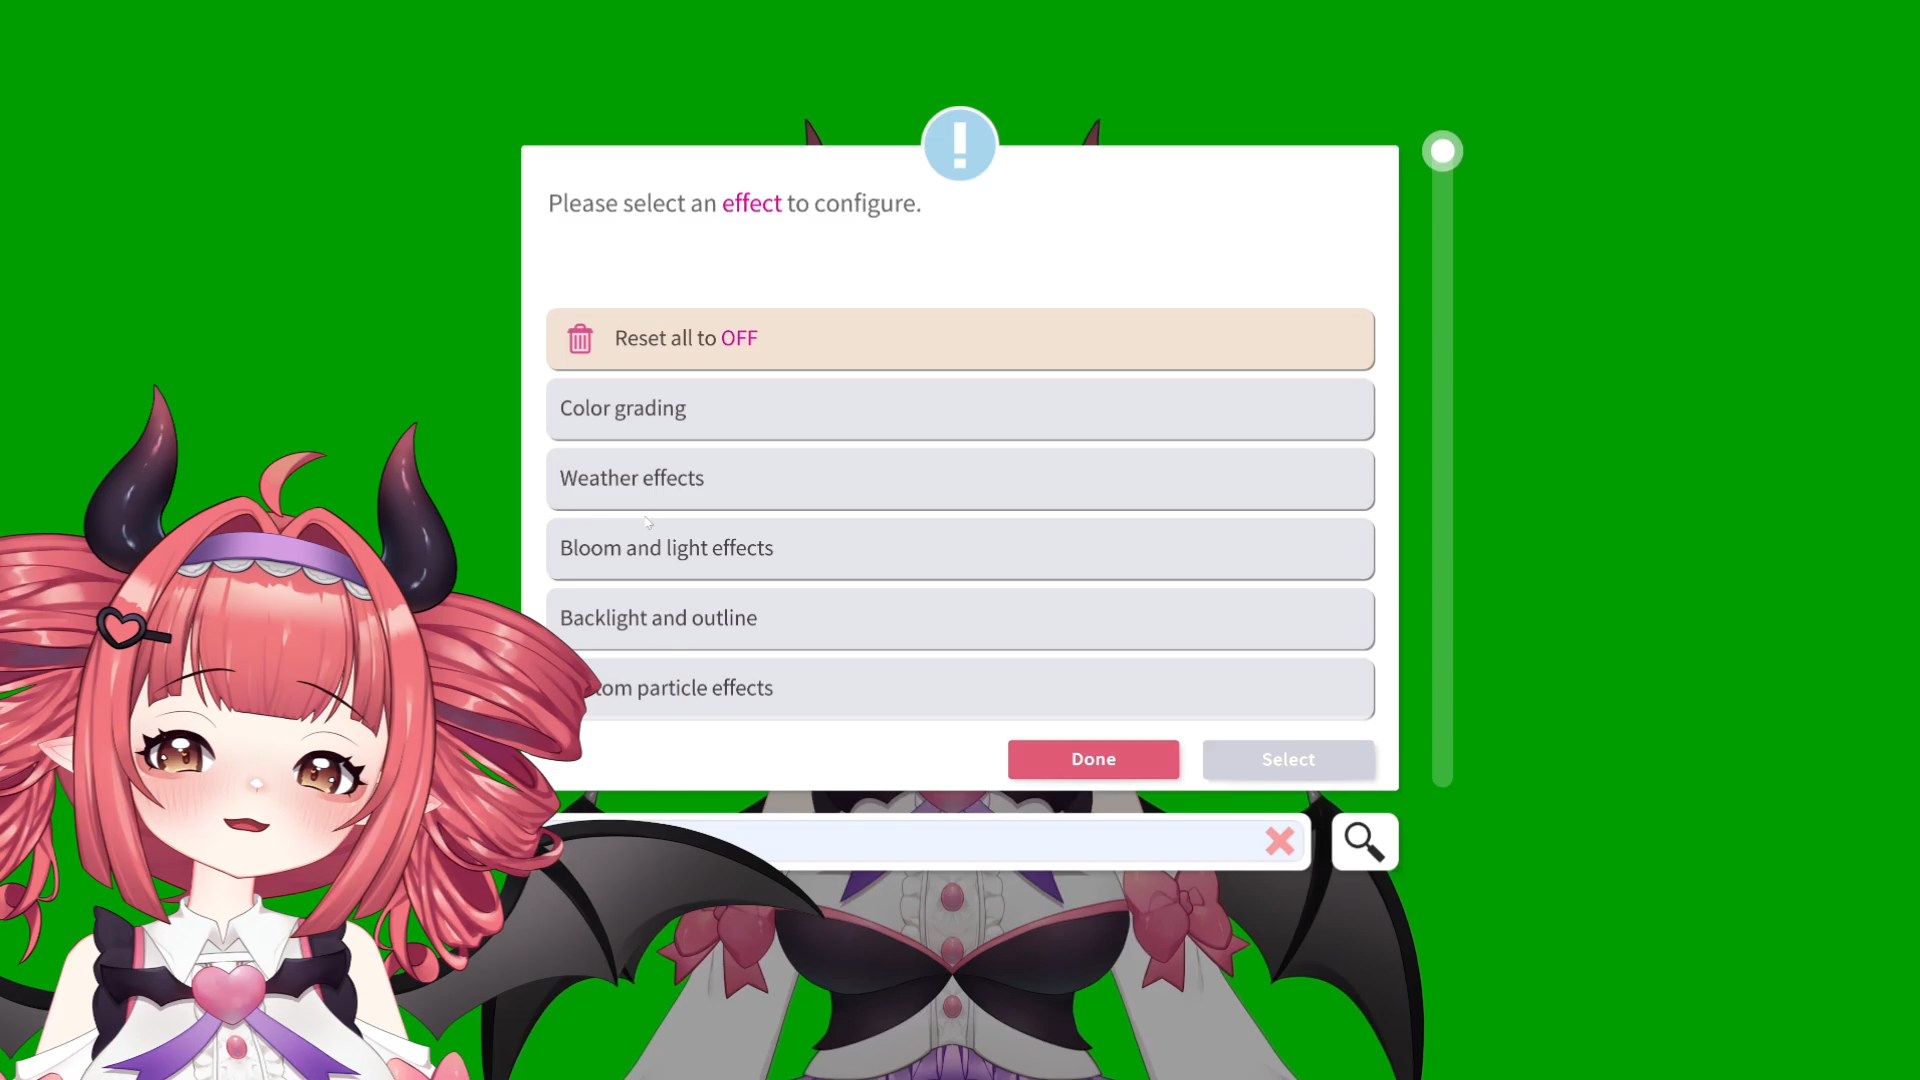 Please select an effect to configure.
Reset all to OFF
Color grading
Weather effects
Bloom and light effects
Backlight and outline
particle effects
Done
Select